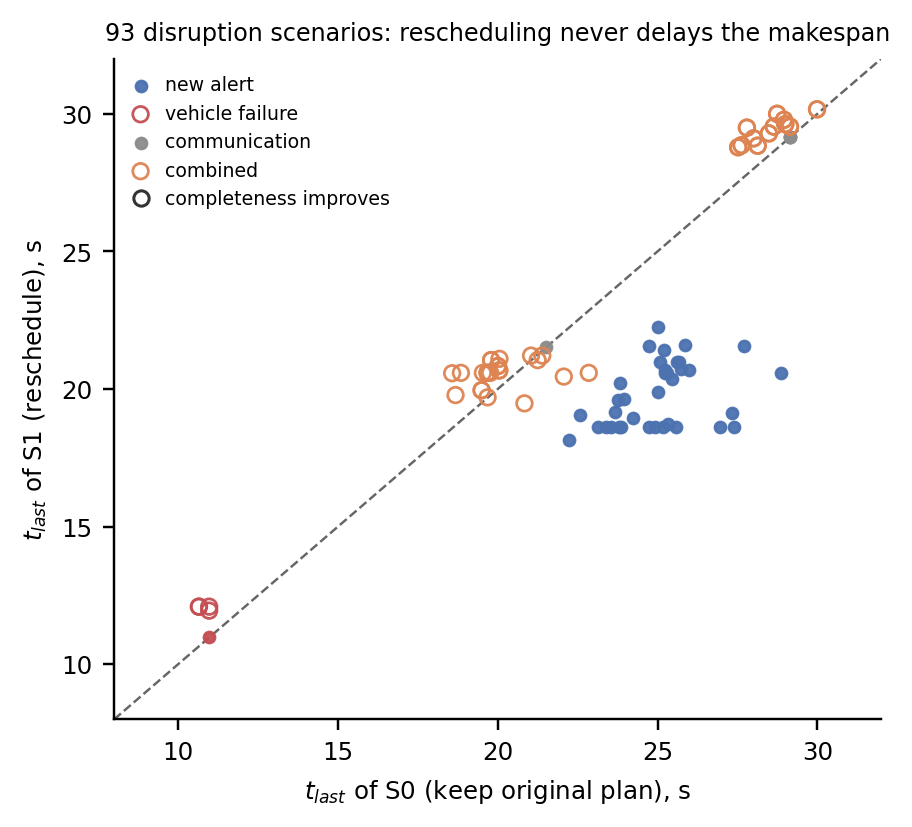 93 disruption scenarios: rescheduling never delays the makespan
new alert
vehicle failure
communication
combined
completeness improves
t_last of S1 (reschedule), s
30
25
20
15
10
10 15 20 25 30
t_last of S0 (keep original plan), s